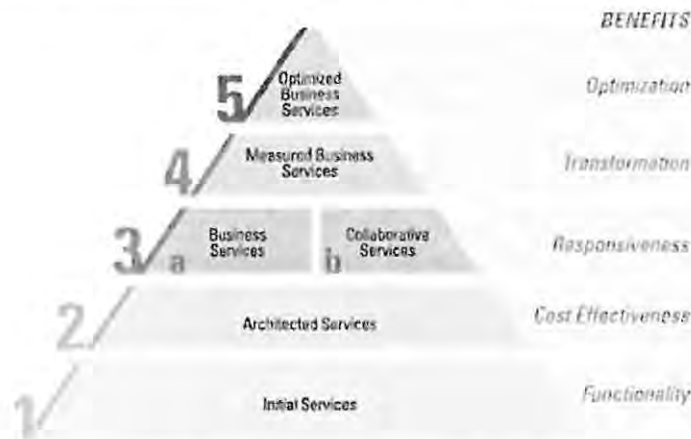 BENEFITS
5
Optimized
Business
Services
Optimization
4
Measured Business
Services
Transformation
3
a
Business
Services
b
Collaborative
Services
Responsiveness
2
Architected Services
Cost Effectiveness
1
Initial Services
Functionality